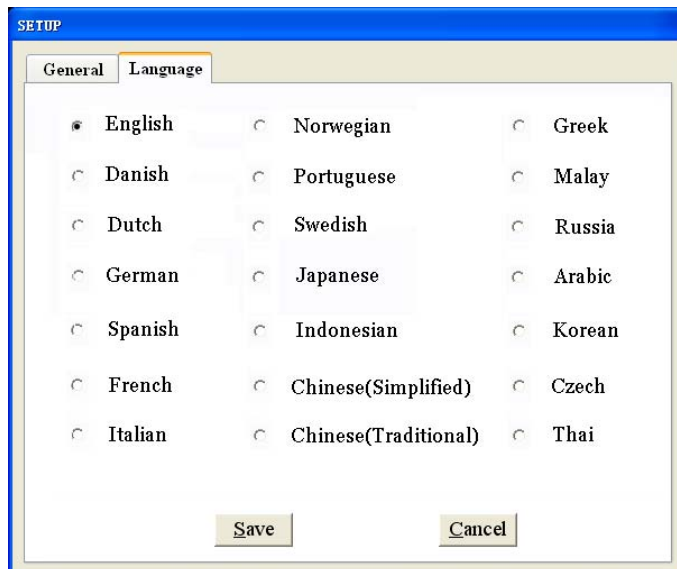 SETUP
General Language
English Norwegian Greek
Danish Portuguese Malay
Dutch Swedish Russia
German Japanese Arabic
Spanish Indonesian Korean
French Chinese(Simplified) Czech
Italian Chinese(Traditional) Thai
Save Cancel